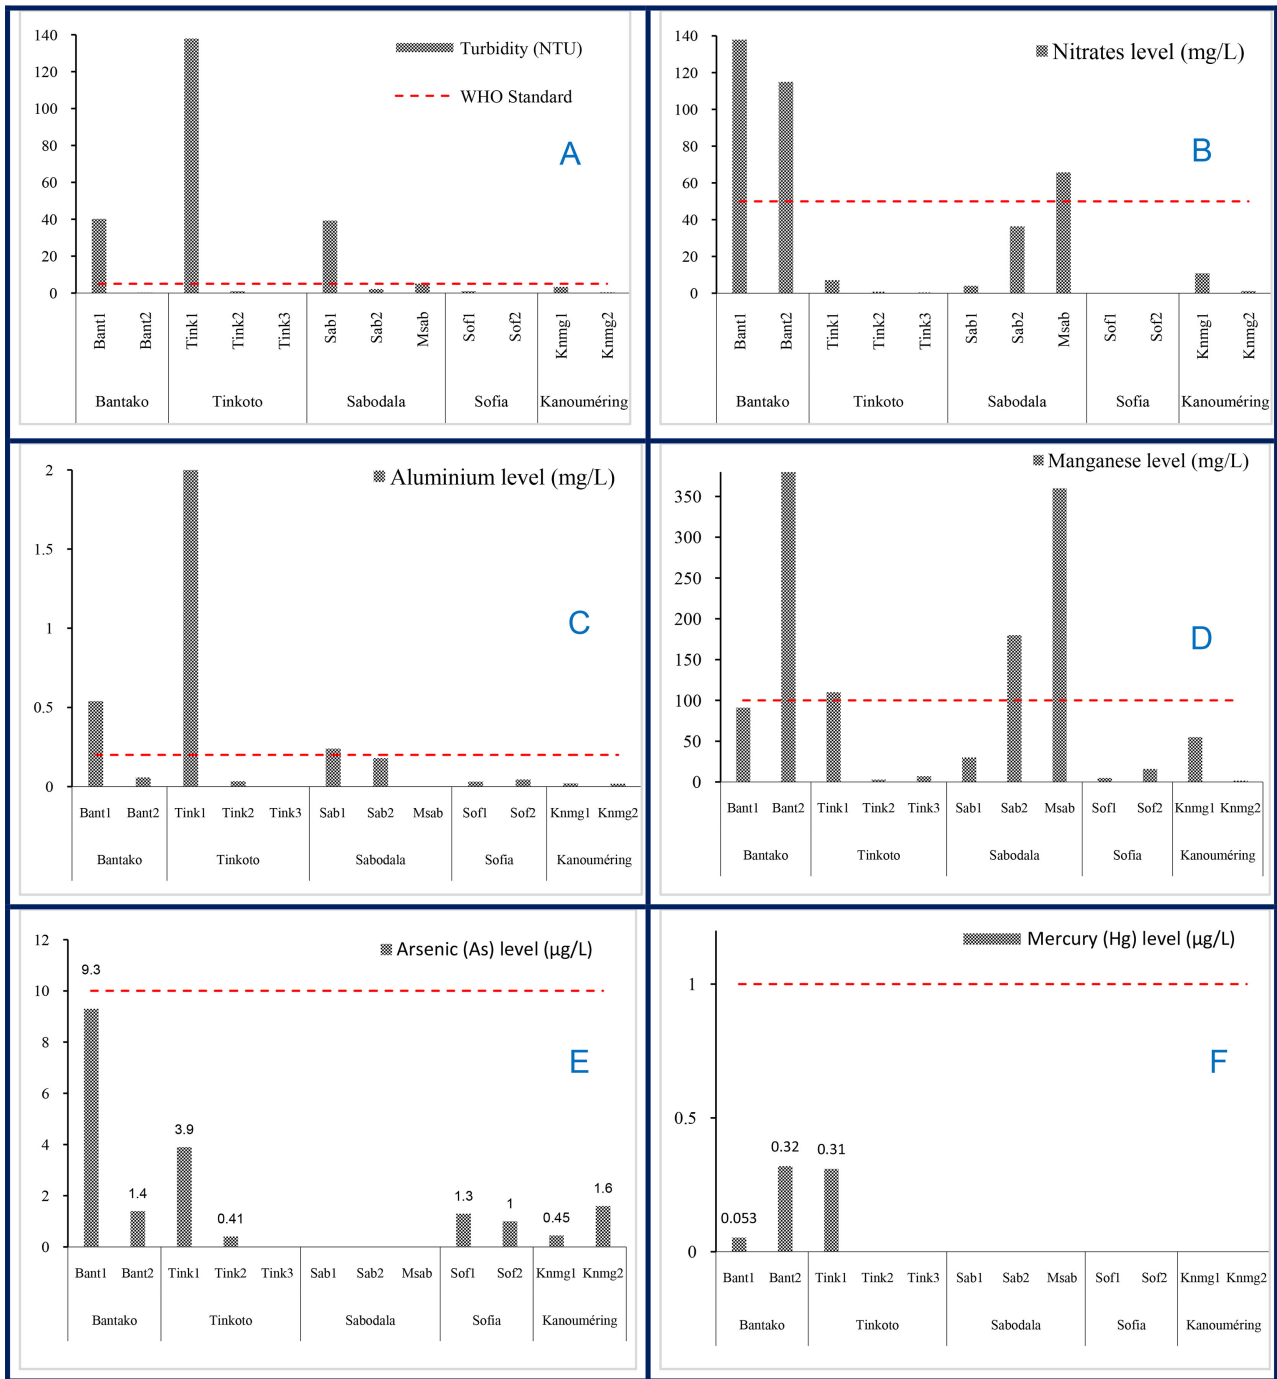 140
120
100
80
60
40
20
0
Turbidity (NTU)
WHO Standard
A
Bant1 Bant2 Tink1 Tink2 Tink3 Sab1 Sab2 Msab Sof1 Sof2 Knmg1 Knmg2
Bantako Tinkoto Sabodala Sofia Kanouméring
140
120
100
80
60
40
20
0
Nitrates level (mg/L)
B
Bant1 Bant2 Tink1 Tink2 Tink3 Sab1 Sab2 Msab Sof1 Sof2 Knmg1 Knmg2
Bantako Tinkoto Sabodala Sofia Kanouméring
2
1.5
1
0.5
0
Aluminium level (mg/L)
C
Bant1 Bant2 Tink1 Tink2 Tink3 Sab1 Sab2 Msab Sof1 Sof2 Knmg1 Knmg2
Bantako Tinkoto Sabodala Sofia Kanouméring
350
300
250
200
150
100
50
0
Manganese level (mg/L)
D
Bant1 Bant2 Tink1 Tink2 Tink3 Sab1 Sab2 Msab Sof1 Sof2 Knmg1 Knmg2
Bantako Tinkoto Sabodala Sofia Kanouméring
12
10
8
6
4
2
0
Arsenic (As) level (µg/L)
E
9.3 1.4 3.9 0.41 1.3 1 0.45 1.6
Bant1 Bant2 Tink1 Tink2 Tink3 Sab1 Sab2 Msab Sof1 Sof2 Knmg1 Knmg2
Bantako Tinkoto Sabodala Sofia Kanouméring
1
0.5
0
Mercury (Hg) level (µg/L)
F
0.053 0.32 0.31
Bant1 Bant2 Tink1 Tink2 Tink3 Sab1 Sab2 Msab Sof1 Sof2 Knmg1 Knmg2
Bantako Tinkoto Sabodala Sofia Kanouméring